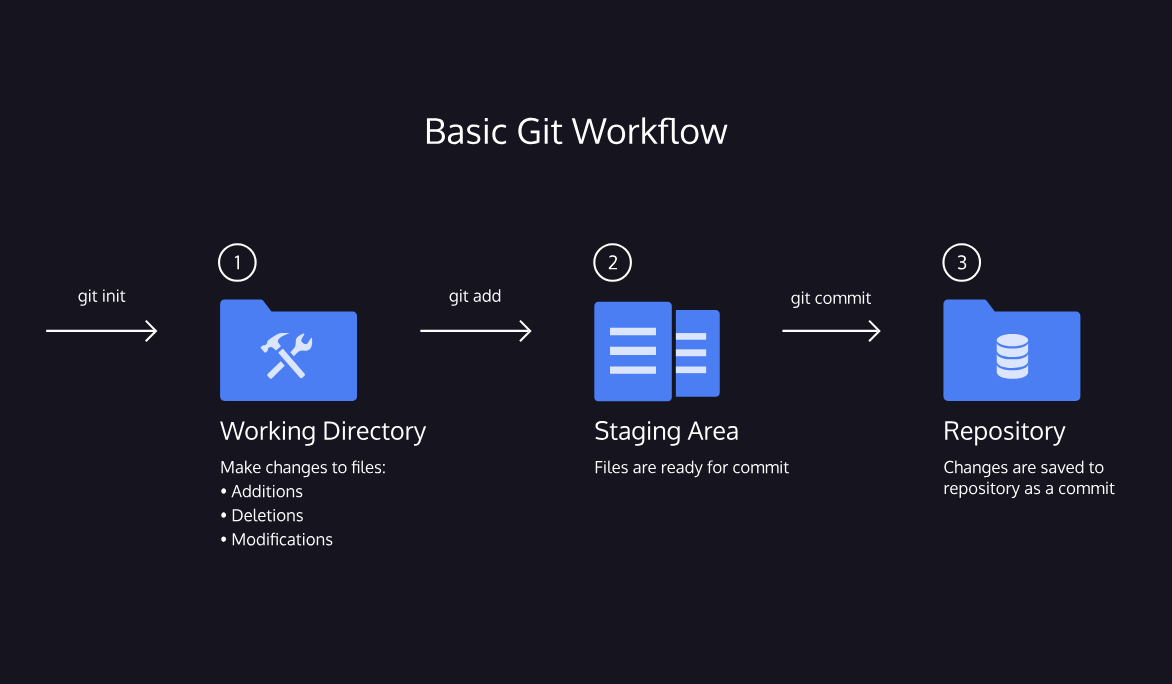 Basic Git Workflow
git init
1
Working Directory
Make changes to files:
• Additions
• Deletions
• Modifications
git add
2
Staging Area
Files are ready for commit
git commit
3
Repository
Changes are saved to
repository as a commit